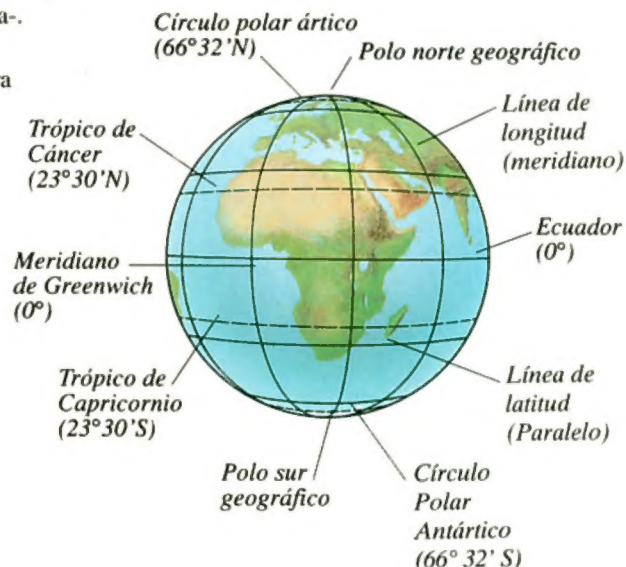 a-.
ra
Círculo polar ártico
(66°32'N)
Polo norte geográfico
Línea de
longitud
(meridiano)
Trópico de
Cáncer
(23°30'N)
Ecuador
(0°)
Meridiano
de Greenwich
(0°)
Trópico de
Capricornio
(23°30'S)
Línea de
latitud
(Paralelo)
Polo sur
geográfico
Círculo
Polar
Antártico
(66° 32' S)